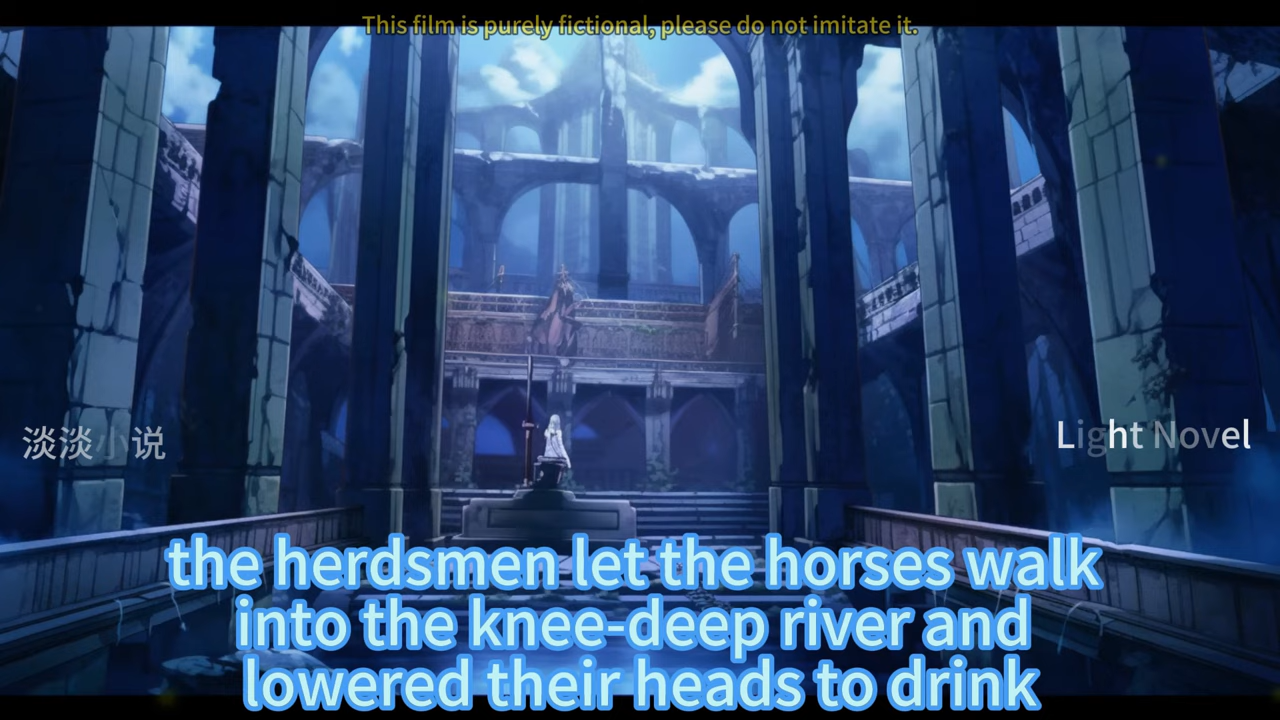 This film is purely fictional, please do not imitate it.
淡淡小说
Light Novel
the herdsmen let the horses walk
into the knee-deep river and
lowered their heads to drink